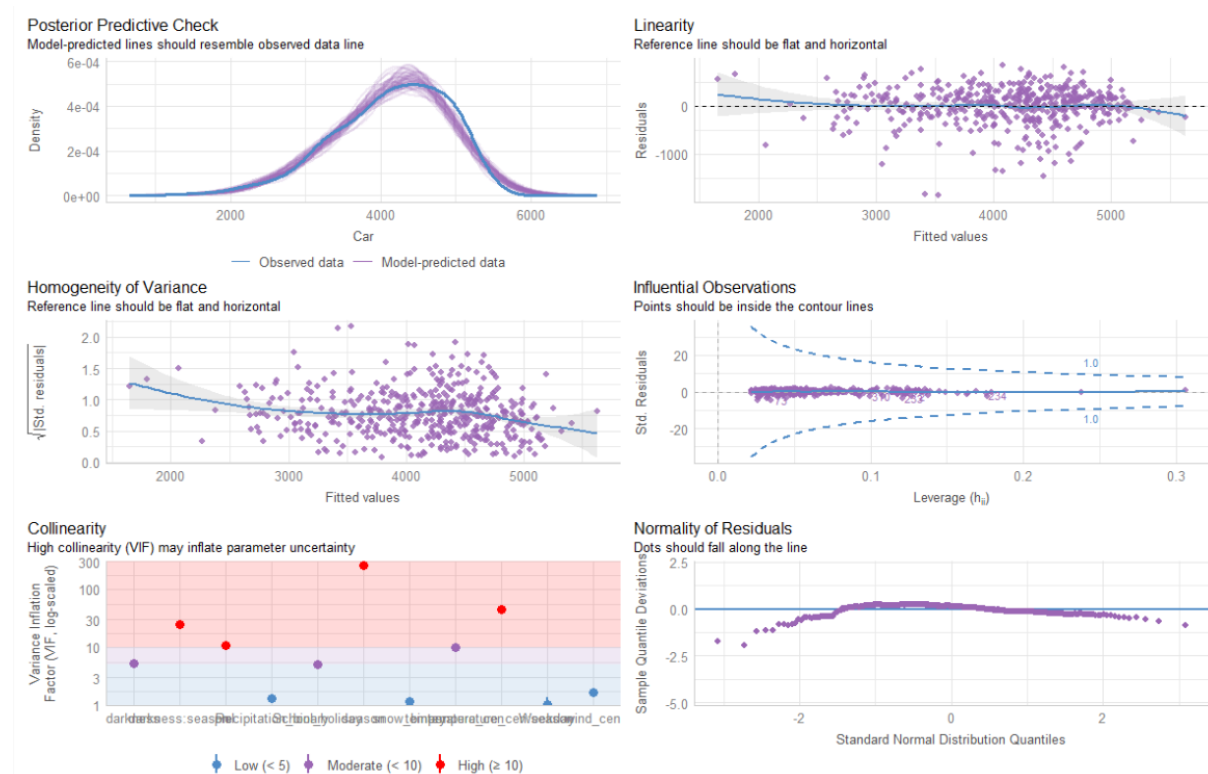 Posterior Predictive Check
Model-predicted lines should resemble observed data line
6e-04
4e-04
2e-04
0e+00
Density
2000 4000 6000
Car
Observed data Model-predicted data
Linearity
Reference line should be flat and horizontal
0
-1000
Residuals
2000 3000 4000 5000
Fitted values
Homogeneity of Variance
Reference line should be flat and horizontal
2.0
1.5
1.0
0.5
0.0
√|Std. residuals|
2000 3000 4000 5000
Fitted values
Influential Observations
Points should be inside the contour lines
20
0
-20
Std. Residuals
1.0
1.0
0.0 0.1 0.2 0.3
Leverage (hii)
Collinearity
High collinearity (VIF) may inflate parameter uncertainty
300
100
30
10
3
1
Variance Inflation
Factor (VIF, log-scaled)
Low (< 5) Moderate (< 10) High (≥ 10)
Normality of Residuals
Dots should fall along the line
2.5
0.0
-2.5
-5.0
Sample Quantile Deviations
-2 0 2
Standard Normal Distribution Quantiles